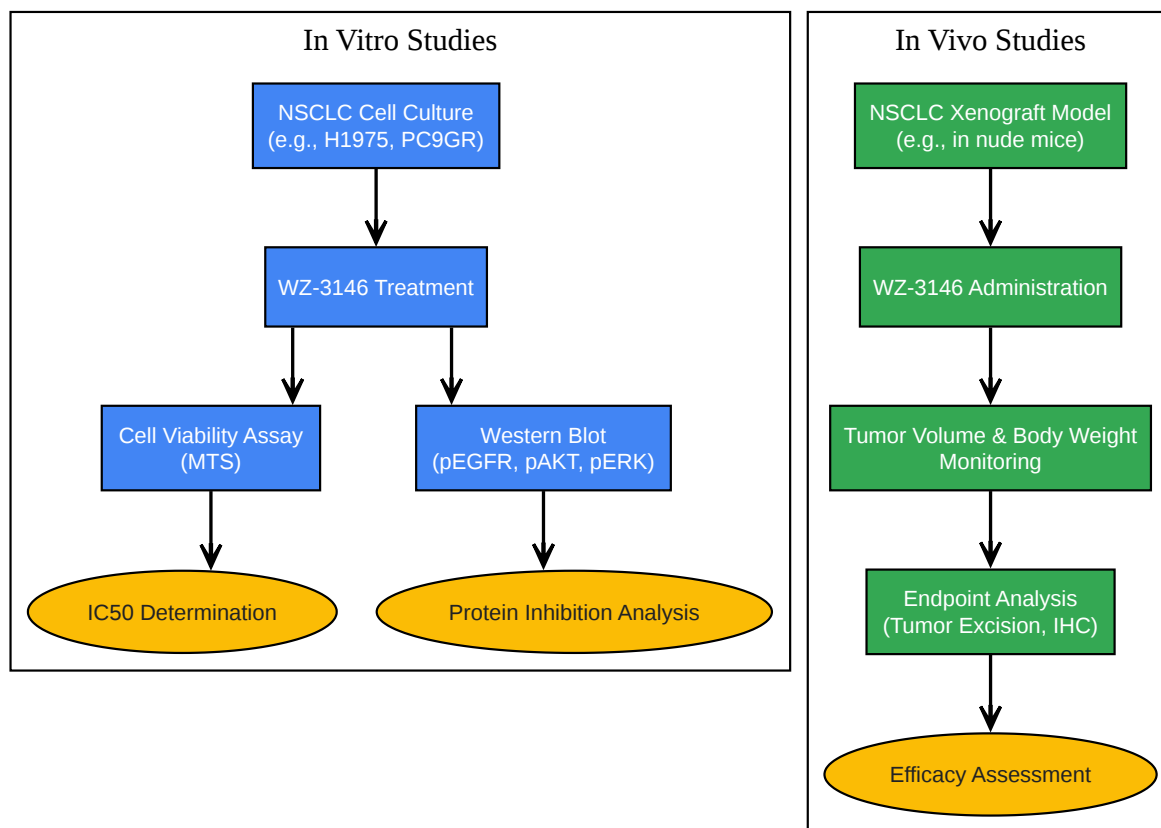 In Vitro Studies
NSCLC Cell Culture
(e.g., H1975, PC9GR)
WZ-3146 Treatment
Cell Viability Assay
(MTS)
Western Blot
(pEGFR, pAKT, pERK)
IC50 Determination
Protein Inhibition Analysis
In Vivo Studies
NSCLC Xenograft Model
(e.g., in nude mice)
WZ-3146 Administration
Tumor Volume & Body Weight
Monitoring
Endpoint Analysis
(Tumor Excision, IHC)
Efficacy Assessment